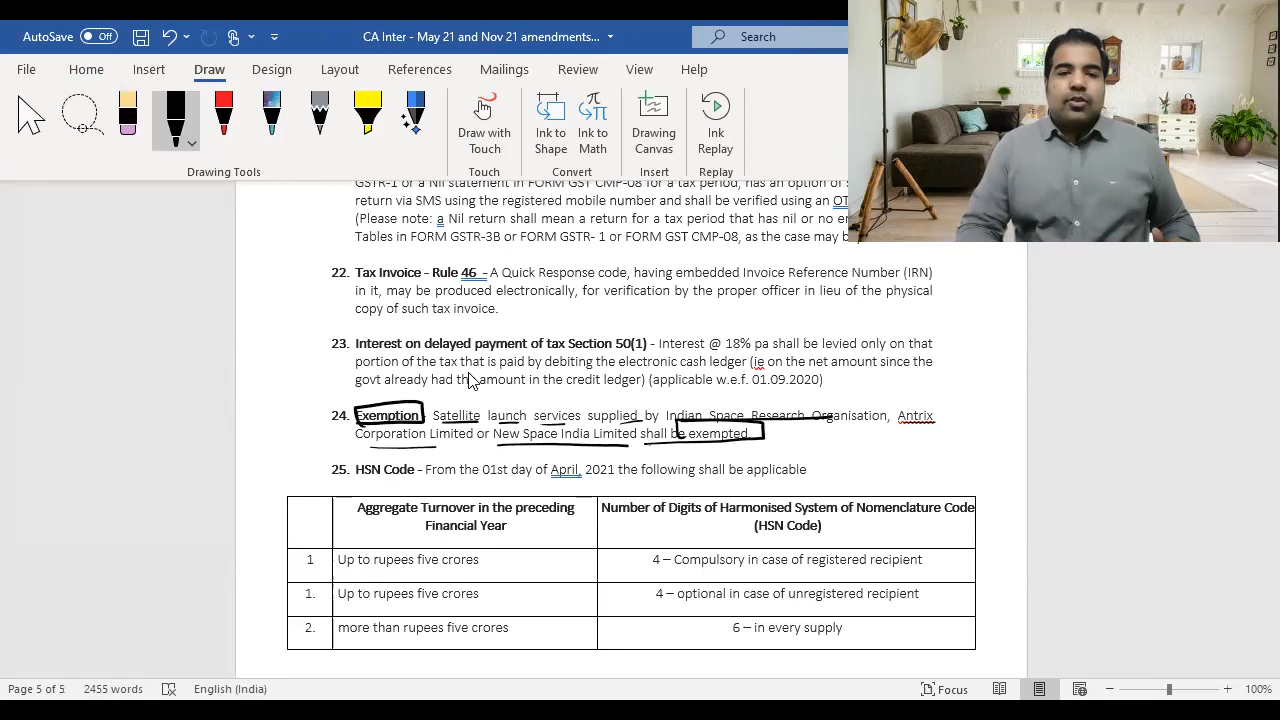 AutoSave Off CA Inter - May 21 and Nov 21 amendments... Search
File Home Insert Draw Design Layout References Mailings Review View Help
Draw with Touch
Ink to Shape
Ink to Math
Drawing Canvas
Ink Replay
Drawing Tools Touch Convert Insert Replay
GSTR-1 or a Nil statement in FORM GST CMP-08 for a tax period, has an option of
return via SMS using the registered mobile number and shall be verified using an
(Please note: a Nil return shall mean a return for a tax period that has nil or no
Tables in FORM GSTR-3B or FORM GSTR- 1 or FORM GST CMP-08, as the case may
22. Tax Invoice - Rule 46 - A Quick Response code, having embedded Invoice Reference Number (IRN)
in it, may be produced electronically, for verification by the proper officer in lieu of the physical
copy of such tax invoice.
23. Interest on delayed payment of tax Section 50(1) - Interest @ 18% pa shall be levied only on that
portion of the tax that is paid by debiting the electronic cash ledger (ie on the net amount since the
govt already had the amount in the credit ledger) (applicable w.e.f. 01.09.2020)
24. Exemption Satellite launch services supplied by Indian Space Research Organisation, Antrix
Corporation Limited or New Space India Limited shall be exempted
25. HSN Code - From the 01st day of April, 2021 the following shall be applicable
Aggregate Turnover in the preceding Financial Year
Number of Digits of Harmonised System of Nomenclature Code (HSN Code)
1 Up to rupees five crores 4 – Compulsory in case of registered recipient
1. Up to rupees five crores 4 – optional in case of unregistered recipient
2. more than rupees five crores 6 – in every supply
Page 5 of 5 2455 words English (India) Focus 100%